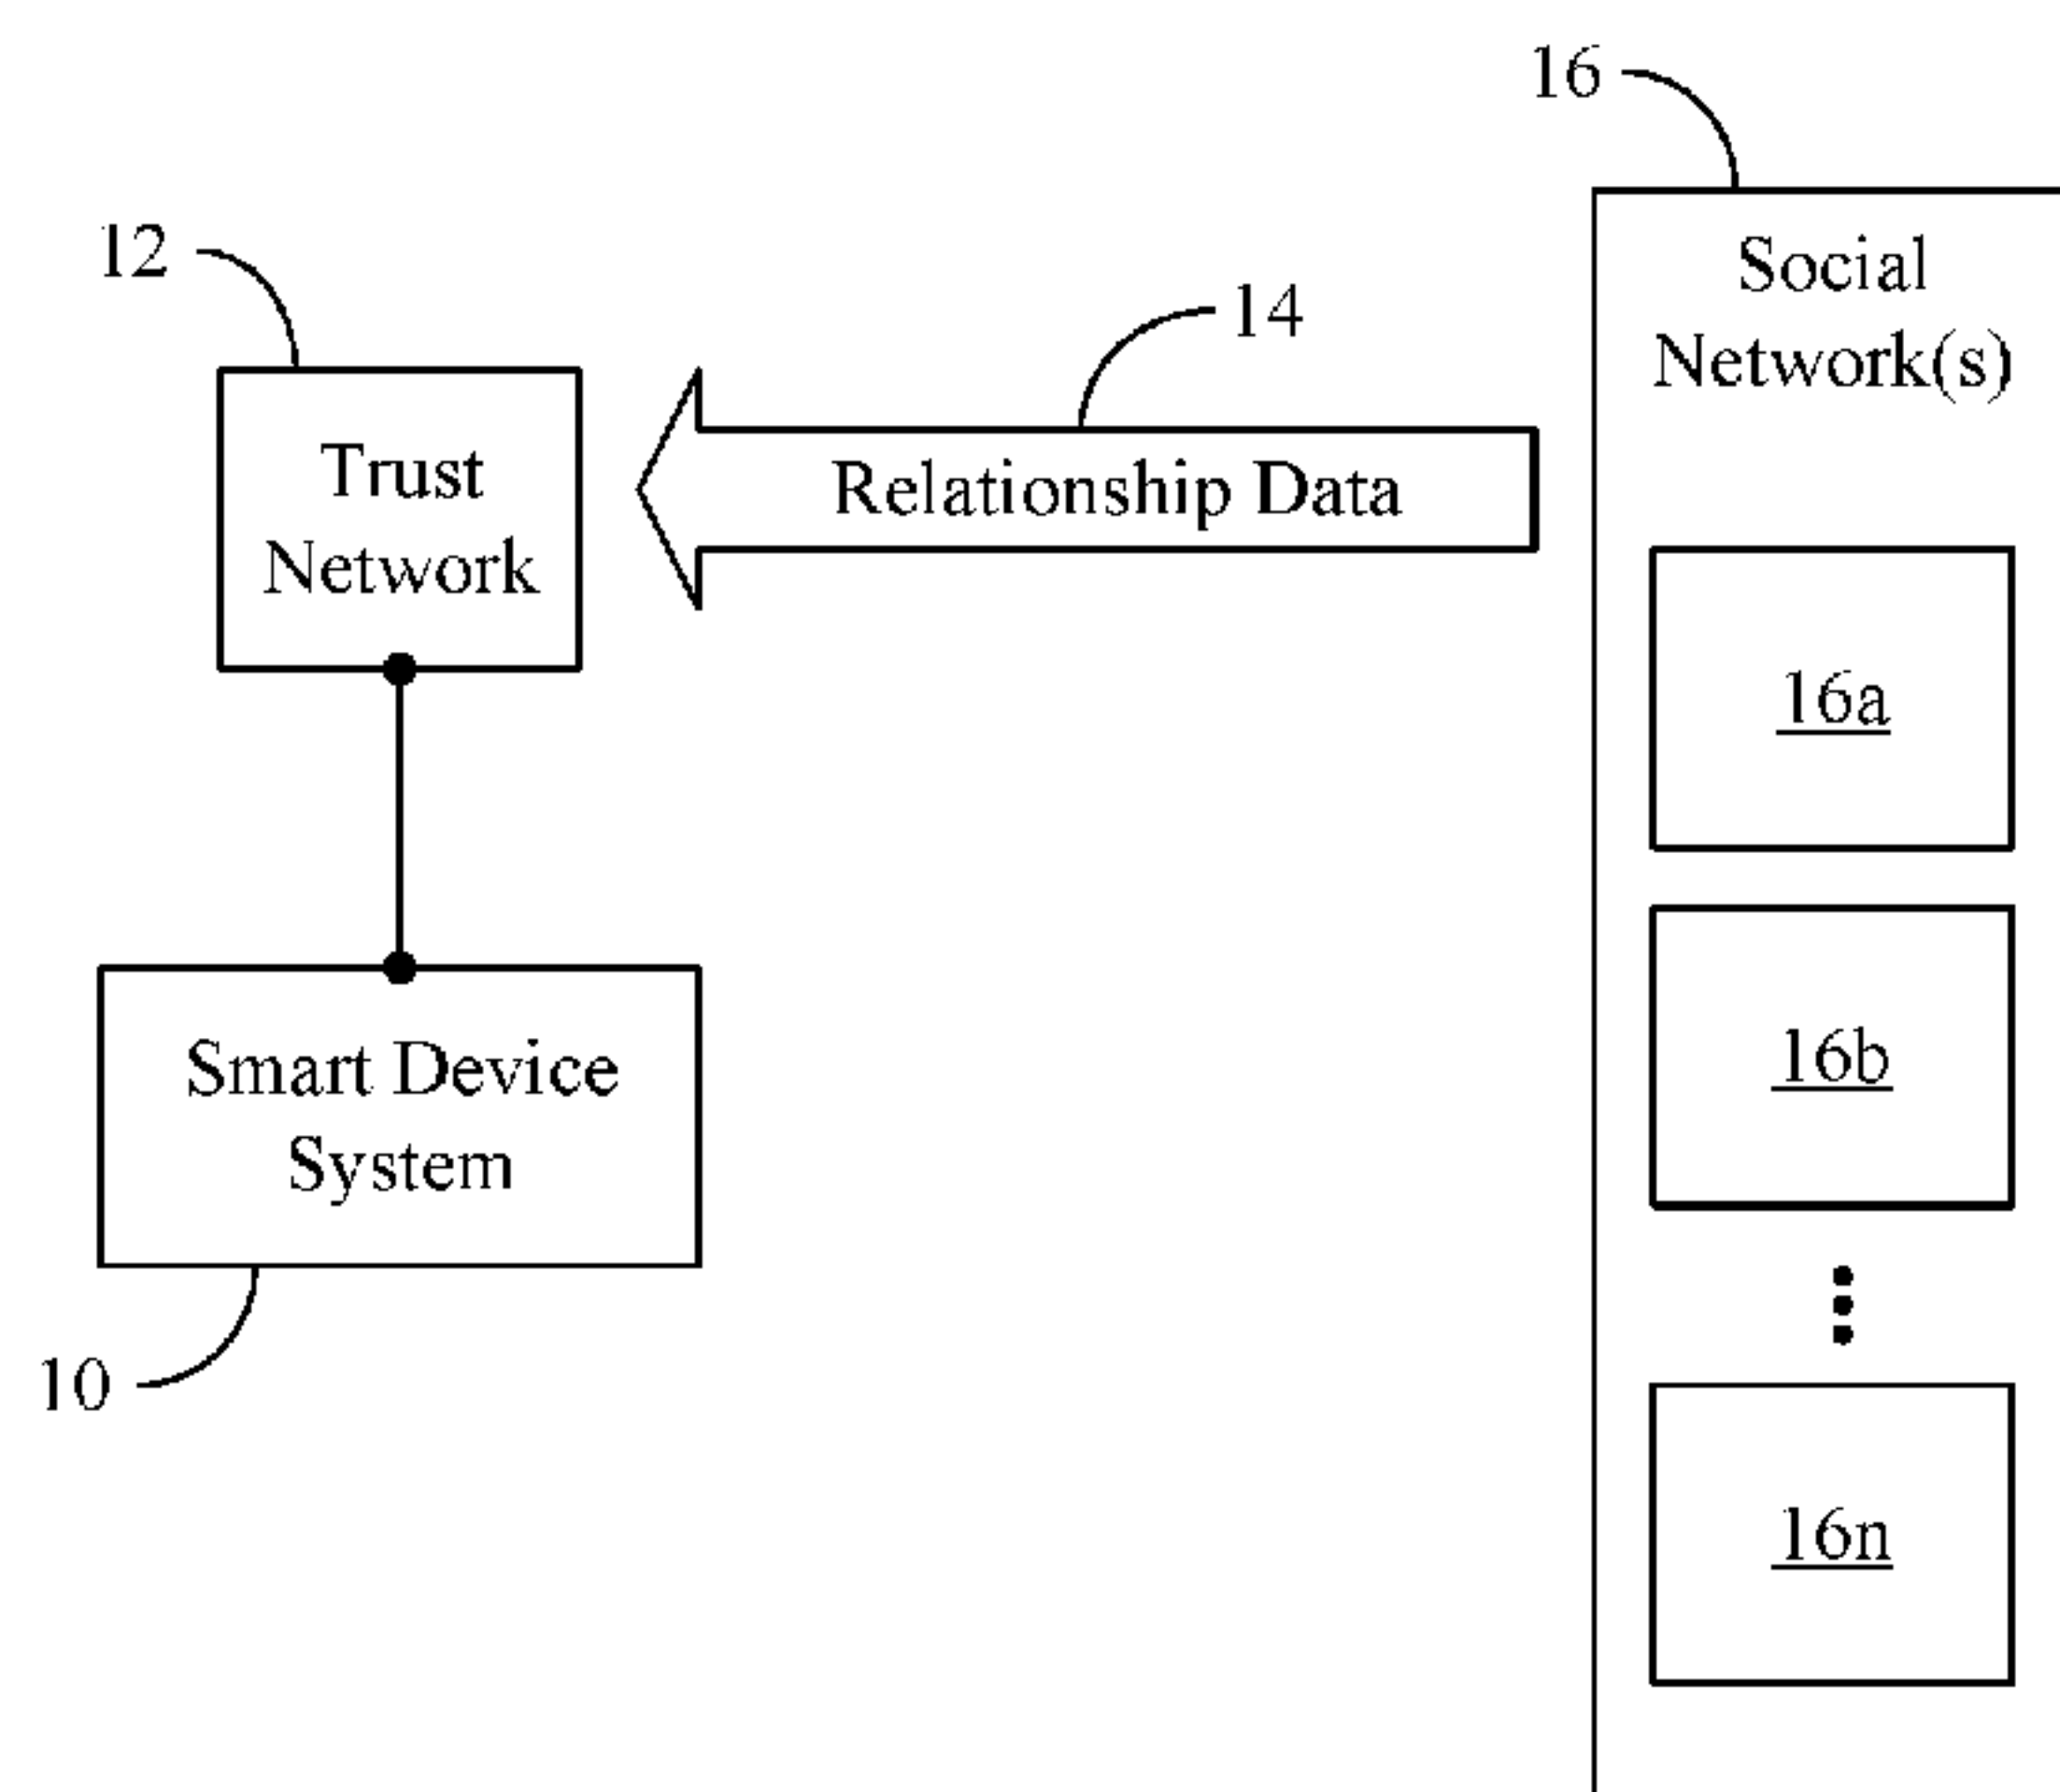 16
Social
Network(s)
12
14
Trust
Network
Relationship Data
16a
16b
Smart Device
System
10
16n